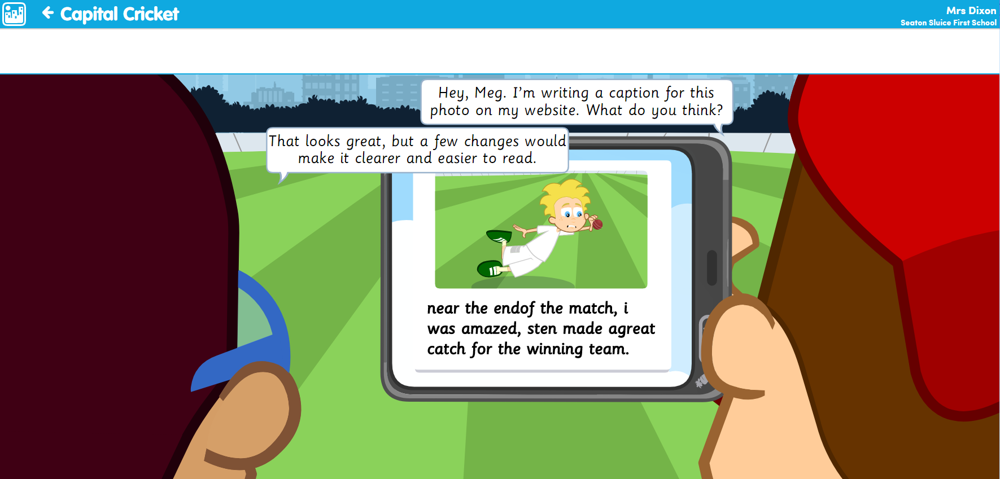 Capital Cricket
Mrs Dixon
Seaton Sluice First School
Hey, Meg. I'm writing a caption for this
photo on my website. What do you think?
That looks great, but a few changes would
make it clearer and easier to read.
near the endof the match, i
was amazed, sten made agreat
catch for the winning team.